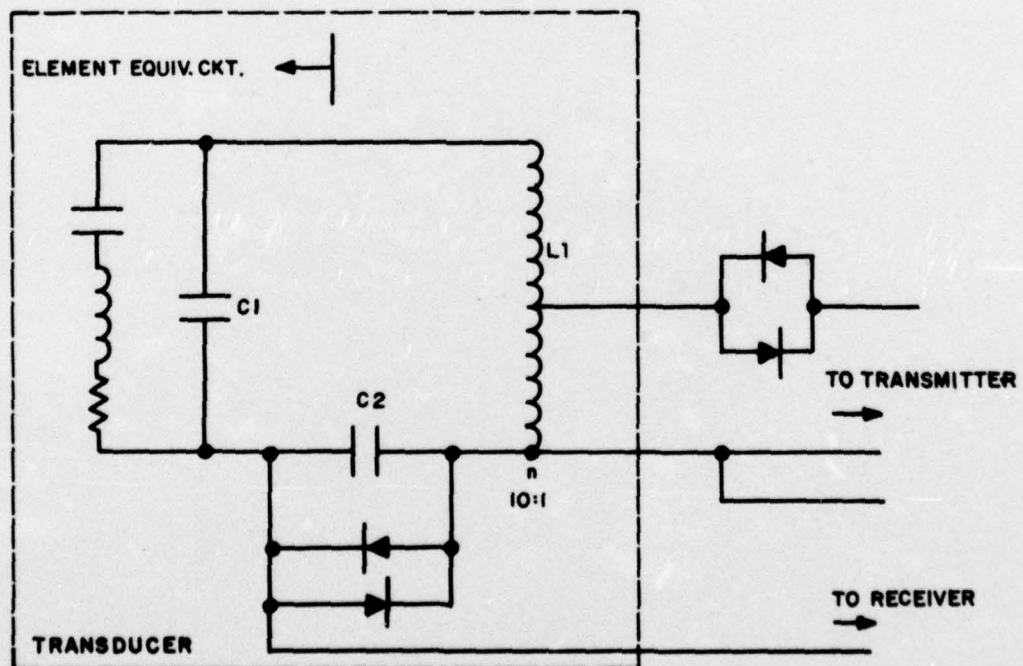 ELEMENT EQUIV. CKT.
L1
C1
TO TRANSMITTER
C2
n
10:1
TO RECEIVER
TRANSDUCER